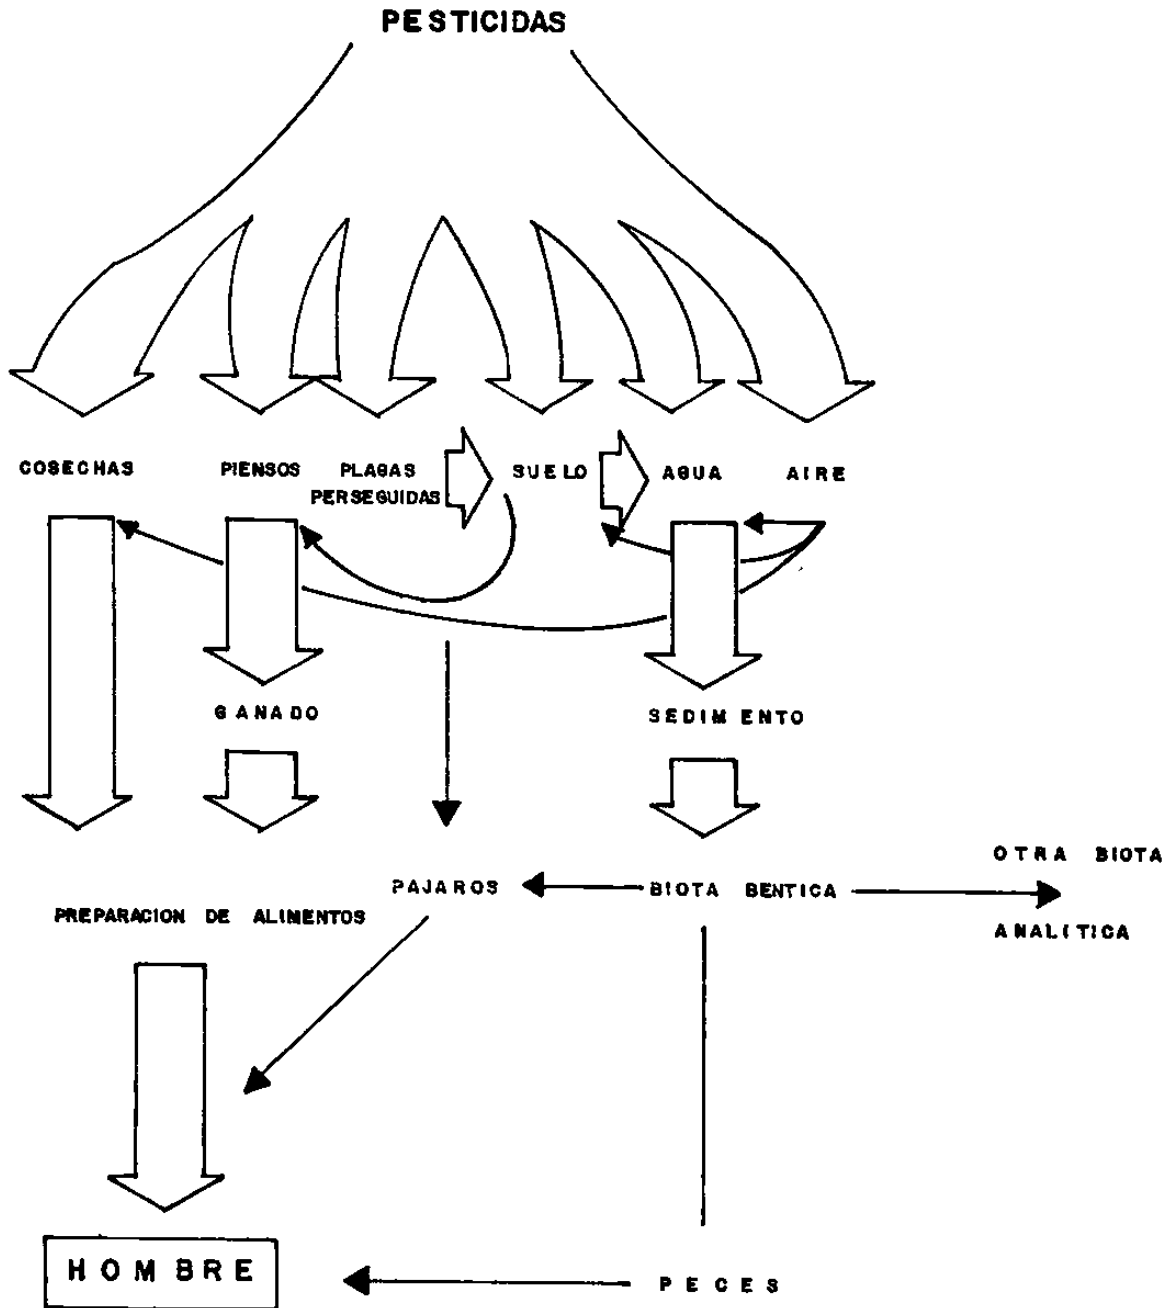 PESTICIDAS
COSECHAS
PIENSOS
PLAGAS
PERSEGUIDAS
SUELO
AGUA
AIRE
GANADO
SEDIMENTO
OTRA BIOTA
PAJAROS
BIOTA BENTICA
PREPARACION DE ALIMENTOS
ANALITICA
HOMBRE
PECES